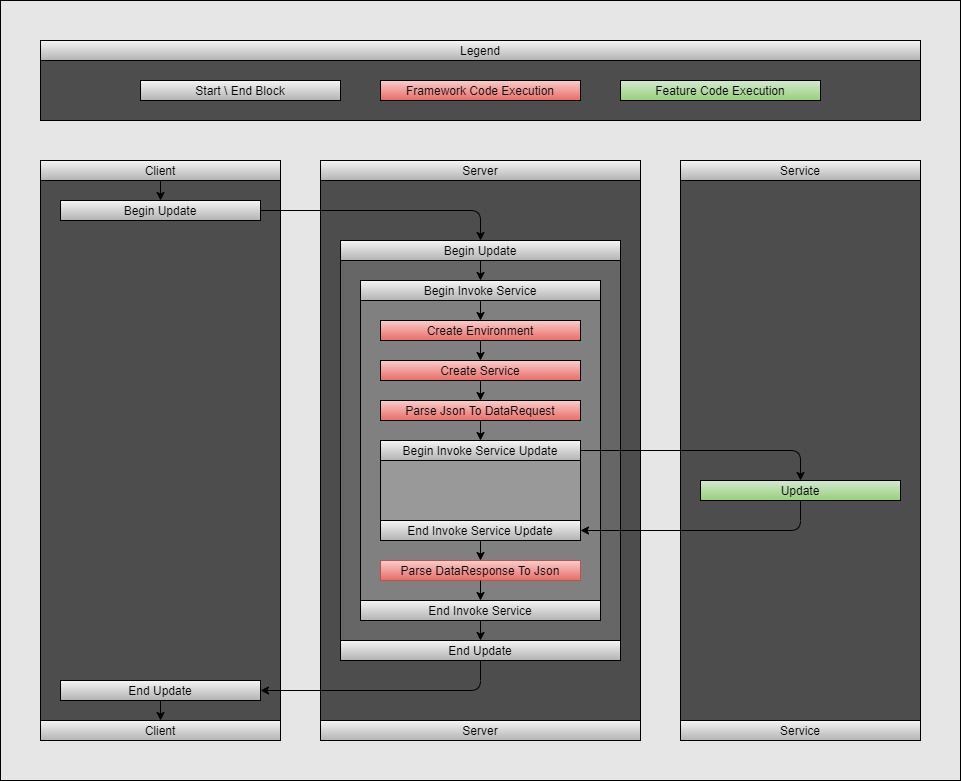 Legend
Start \ End Block
Framework Code Execution
Feature Code Execution
Client
Server
Service
Begin Update
Begin Update
Begin Invoke Service
Create Environment
Create Service
Parse Json To DataRequest
Begin Invoke Service Update
Update
End Invoke Service Update
Parse DataResponse To Json
End Invoke Service
End Update
End Update
Client
Server
Service